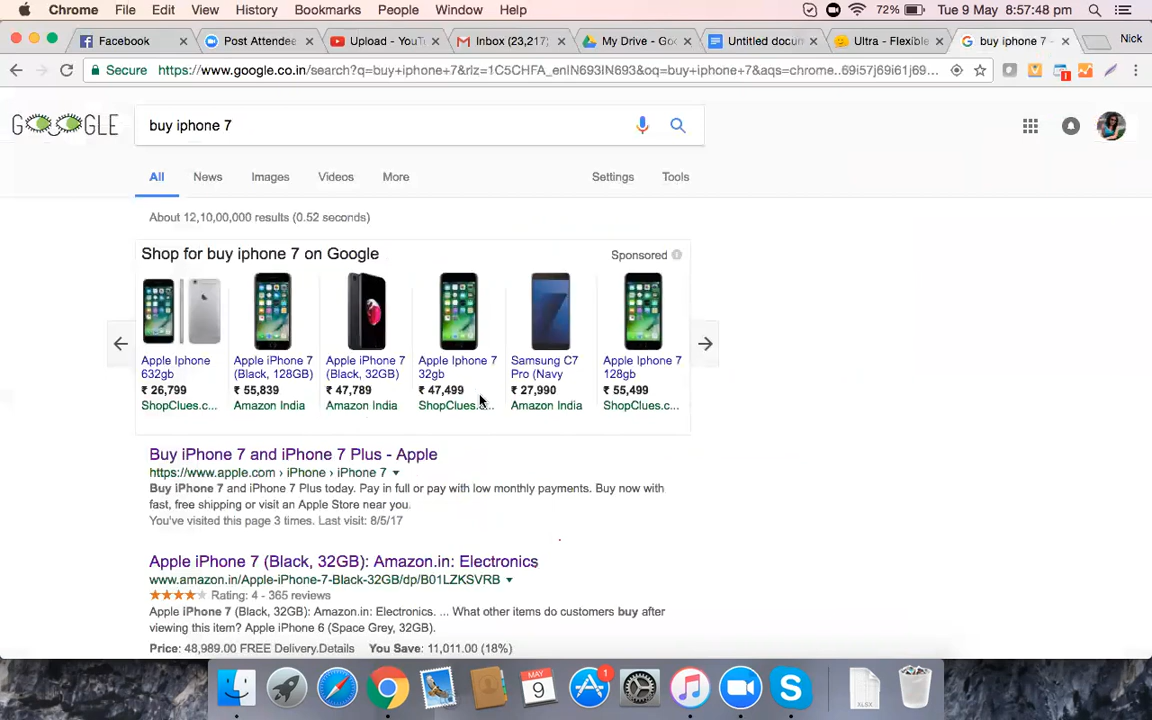 Chrome File Edit View History Bookmarks People Window Help 72% Tue 9 May 8:57:48 pm
Facebook Post Attendee Upload - YouT Inbox (23,217) My Drive - Goo Untitled docum Ultra - Flexible buy iphone 7 - Nick
Secure https://www.google.co.in/search?q=buy+iphone+7&rlz=1C5CHFA_enIN693IN693&oq=buy+iphone+7&aqs=chrome..69i57j69i61j69... 1
GOOGLE buy iphone 7
All News Images Videos More Settings Tools
About 12,10,00,000 results (0.52 seconds)
Shop for buy iphone 7 on Google Sponsored
Apple Iphone Apple iPhone 7 Apple iPhone 7 Apple Iphone 7 Samsung C7 Apple Iphone 7
632gb (Black, 128GB) (Black, 32GB) 32gb Pro (Navy 128gb
₹ 26,799 ₹ 55,839 ₹ 47,789 ₹ 47,499 ₹ 27,990 ₹ 55,499
ShopClues.c... Amazon India Amazon India ShopClues.c... Amazon India ShopClues.c...
Buy iPhone 7 and iPhone 7 Plus - Apple
https://www.apple.com › iPhone › iPhone 7
Buy iPhone 7 and iPhone 7 Plus today. Pay in full or pay with low monthly payments. Buy now with
fast, free shipping or visit an Apple Store near you.
You've visited this page 3 times. Last visit: 8/5/17
Apple iPhone 7 (Black, 32GB): Amazon.in: Electronics
www.amazon.in/Apple-iPhone-7-Black-32GB/dp/B01LZKSVRB
Rating: 4 - 365 reviews
Apple iPhone 7 (Black, 32GB): Amazon.in: Electronics. ... What other items do customers buy after
viewing this item? Apple iPhone 6 (Space Grey, 32GB).
Price: 48,989.00 FREE Delivery.Details You Save: 11,011.00 (18%)
MAY 9 1 XLSX